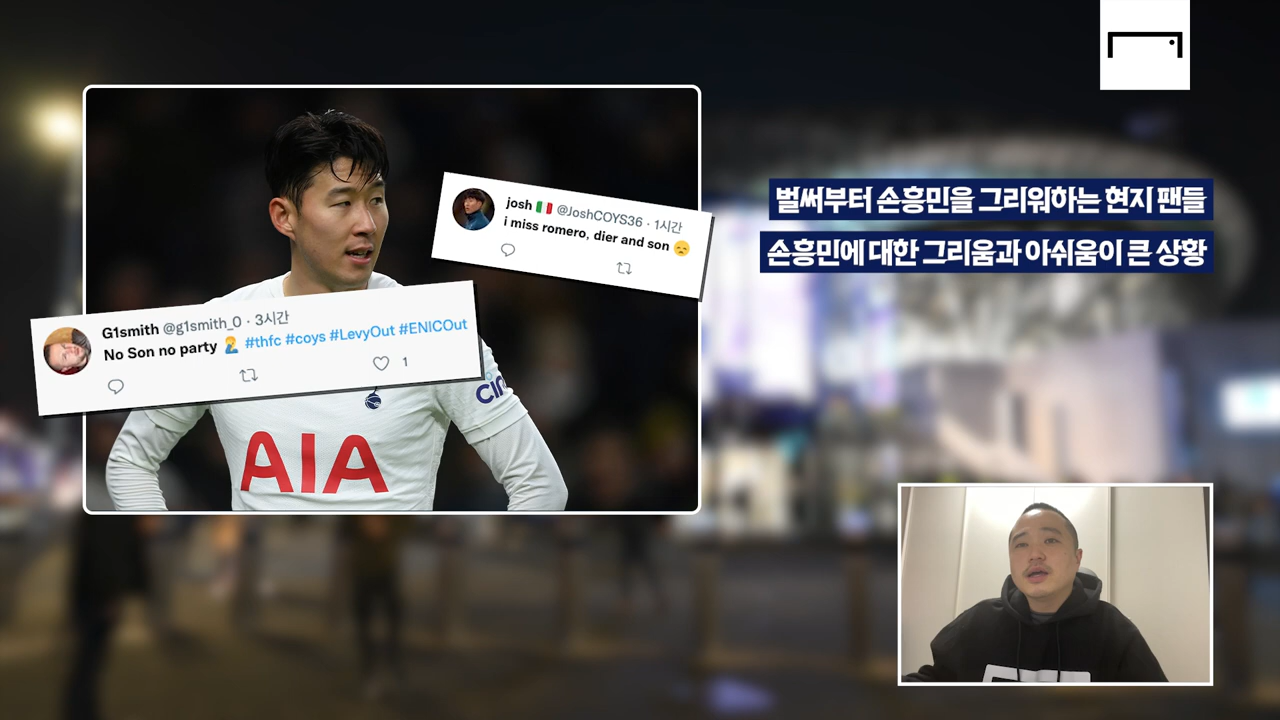 벌써부터 손흥민을 그리워하는 현지 팬들
손흥민에 대한 그리움과 아쉬움이 큰 상황
josh 🇮🇹 @JoshCOYS36 · 1시간
i miss romero, dier and son 😞
G1smith @g1smith_0 · 3시간
No Son no party 🤦‍♂️ #thfc #coys #LevyOut #ENICOut
1
AIA